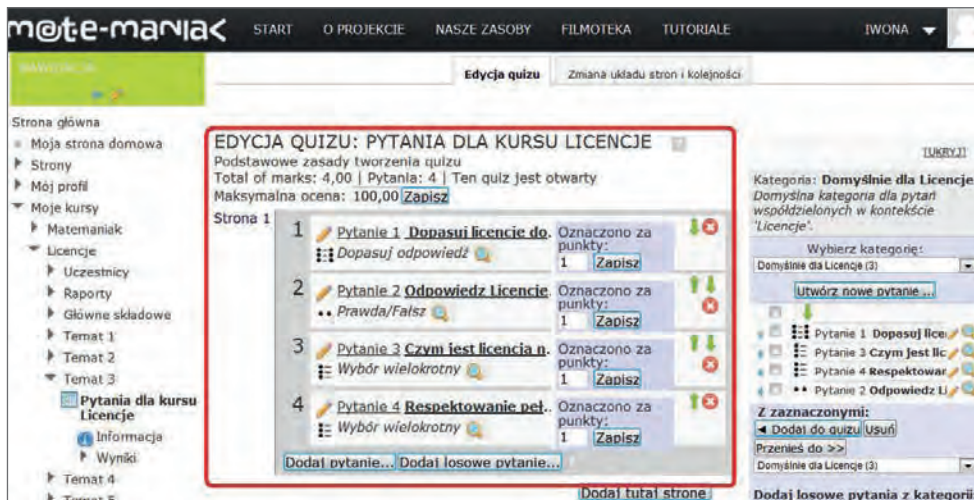 m@t.e-maNIak START O PROJEKCIE NASZE ZASOBY FILMOTEKA TUTORIALE IWONA
Edycja quizu Zmiana układu stron i kolejności
Strona główna
Moja strona domowa
Strony
Mój profil
Moje kursy
Matemaniak
Licencje
Uczestnicy
Raporty
Główne składowe
Temat 1
Temat 2
Temat 3
Pytania dla kursu
Licencje
Informacja
Wyniki
Temat 4
Temat 5
EDYCJA QUIZU: PYTANIA DLA KURSU LICENCJE
Podstawowe zasady tworzenia quizu
Total of marks: 4,00 | Pytania: 4 | Ten quiz jest otwarty
Maksymalna ocena: 100,00 Zapisz
Strona 1
1 Pytanie 1 Dopasuj licencje do. Oznaczono za
punkty:
Dopasuj odpowiedź 1 Zapisz
2 Pytanie 2 Odpowiedz Licencje. Oznaczono za
punkty:
Prawda/Fałsz 1 Zapisz
3 Pytanie 3 Czym jest licencja n. Oznaczono za
punkty:
Wybór wielokrotny 1 Zapisz
4 Pytanie 4 Respektowanie peł.. Oznaczono za
punkty:
Wybór wielokrotny 1 Zapisz
Dodaj pytanie... Dodaj losowe pytanie...
Dodaj tutaj stronę
UKRYJ
Kategoria: Domyślnie dla Licencje
Domyślna kategoria dla pytań
współdzielonych w kontekście
'Licencje'.
Wybierz kategorię:
Domyślnie dla Licencje (3)
Utwórz nowe pytanie ...
Pytanie 1 Dopasuj lice
Pytanie 3 Czym jest lic
Pytanie 4 Respektowar
Pytanie 2 Odpowiedz Li
Z zaznaczonymi:
Dodaj do quizu Usuń
Przenieś do >>
Domyślnie dla Licencje (3)
Dodaj losowe pytania z kategorii